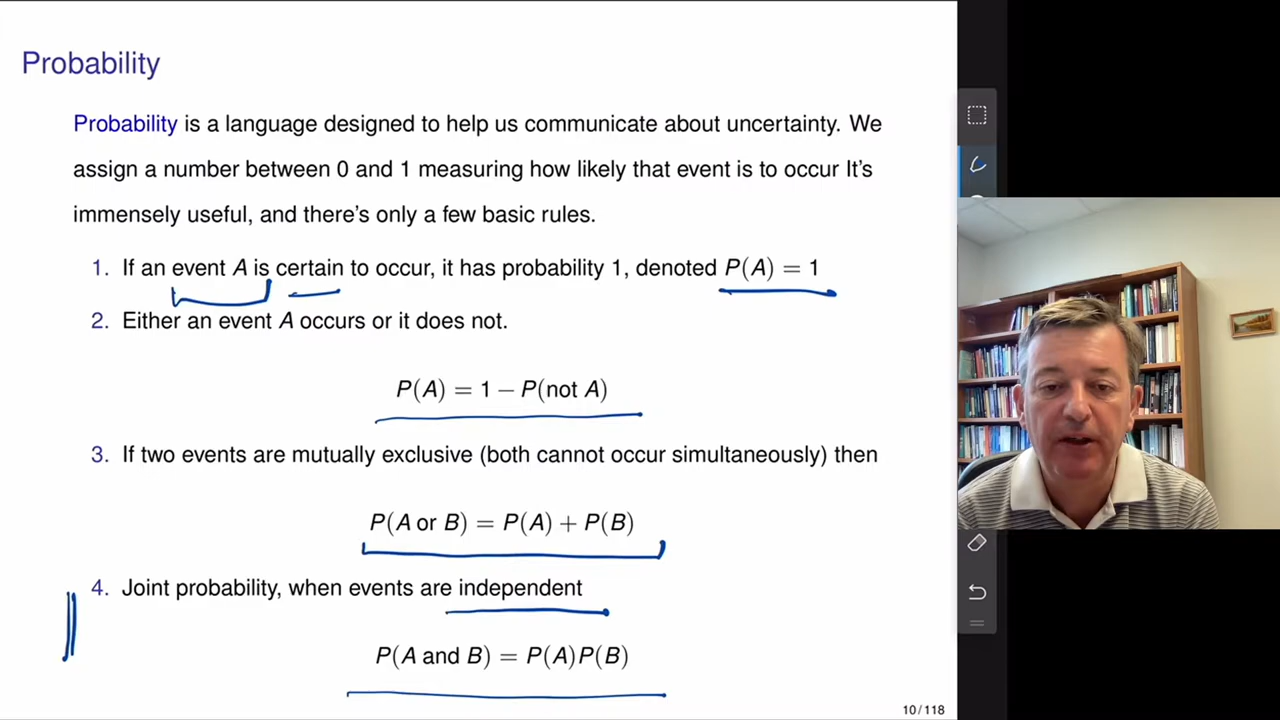 Probability
Probability is a language designed to help us communicate about uncertainty. We
assign a number between 0 and 1 measuring how likely that event is to occur It's
immensely useful, and there's only a few basic rules.
1. If an event A is certain to occur, it has probability 1, denoted P(A) = 1
2. Either an event A occurs or it does not.
P(A) = 1 − P(not A)
3. If two events are mutually exclusive (both cannot occur simultaneously) then
P(A or B) = P(A) + P(B)
4. Joint probability, when events are independent
P(A and B) = P(A)P(B)
10/118